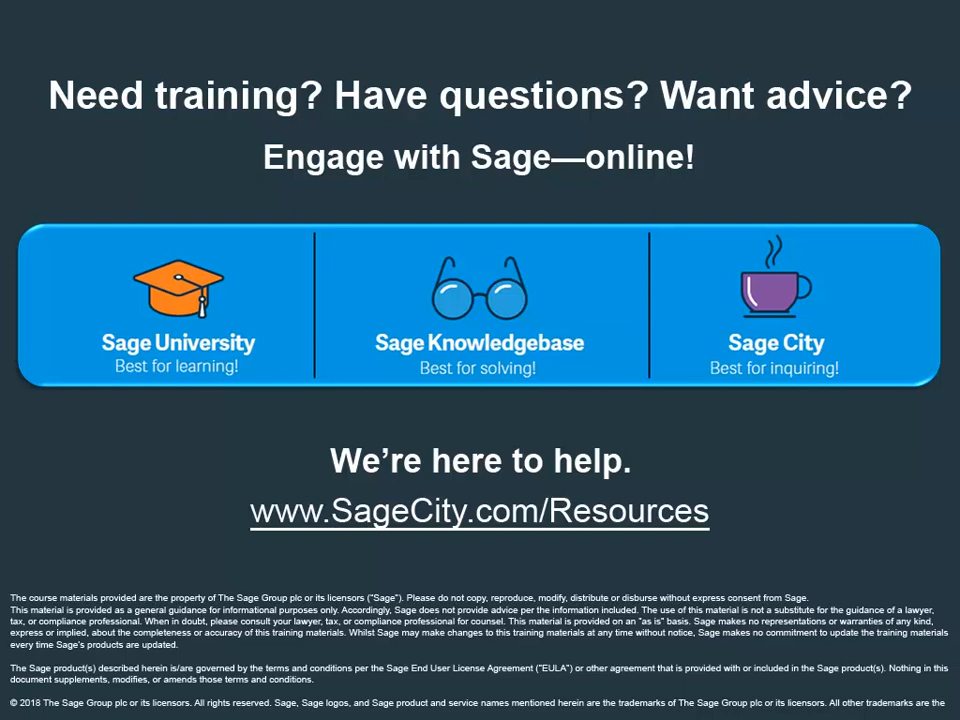 Need training? Have questions? Want advice?
Engage with Sage—online!
Sage University
Best for learning!
Sage Knowledgebase
Best for solving!
Sage City
Best for inquiring!
We’re here to help.
www.SageCity.com/Resources
The course materials provided are the property of The Sage Group plc or its licensors ("Sage"). Please do not copy, reproduce, modify, distribute or disburse without express consent from Sage.
This material is provided as a general guidance for informational purposes only. Accordingly, Sage does not provide advice per the information included. The use of this material is not a substitute for the guidance of a lawyer,
tax, or compliance professional. When in doubt, please consult your lawyer, tax, or compliance professional for counsel. This material is provided on an "as is" basis. Sage makes no representations or warranties of any kind,
express or implied, about the completeness or accuracy of this training materials. Whilst Sage may make changes to this training materials at any time without notice, Sage makes no commitment to update the training materials
every time Sage's products are updated.
The Sage product(s) described herein is/are governed by the terms and conditions per the Sage End User License Agreement ("EULA") or other agreement that is provided with or included in the Sage product(s). Nothing in this
document supplements, modifies, or amends those terms and conditions.
© 2018 The Sage Group plc or its licensors. All rights reserved. Sage, Sage logos, and Sage product and service names mentioned herein are the trademarks of The Sage Group plc or its licensors. All other trademarks are the